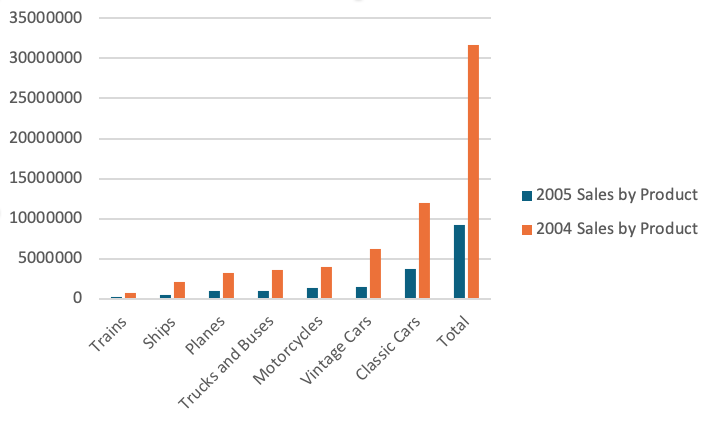 35000000
30000000
25000000
20000000
15000000
10000000
5000000
0
Trains
Ships
Planes
Trucks and Buses
Motorcycles
Vintage Cars
Classic Cars
Total
2005 Sales by Product
2004 Sales by Product